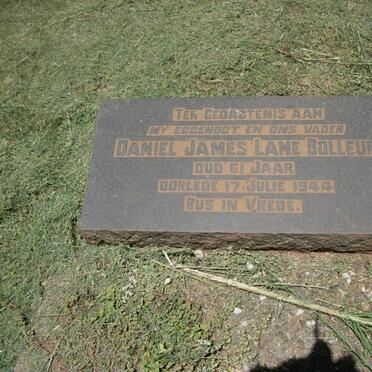 TER GEDAGTENIS AAN
MY EGGENOOT EN ONS VADER
DANIEL JAMES LANE BOLLEUR
OUD 61 JAAR
OORLEDE 17. JULIE 1944
RUS IN VREDE.